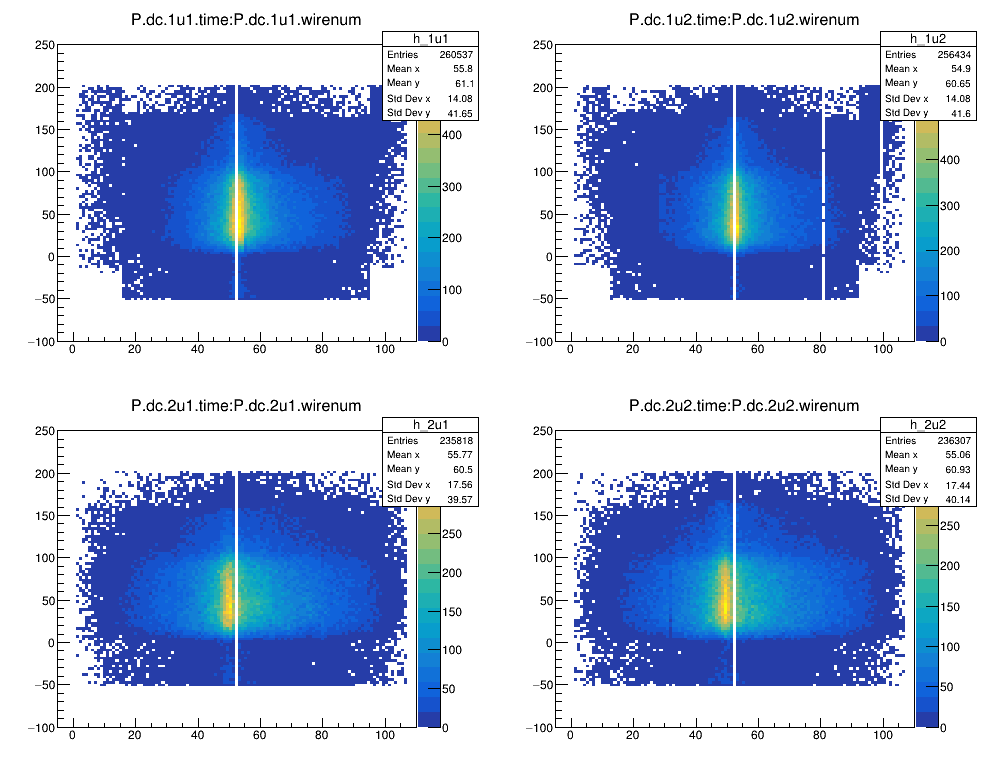 P.dc.1u1.time:P.dc.1u1.wirenum
h_1u1
Entries 260537
Mean x 55.8
Mean y 61.1
Std Dev x 14.08
Std Dev y 41.65
250
200
150
100
50
0
−50
−100
0 20 40 60 80 100
400
300
200
100
0
P.dc.1u2.time:P.dc.1u2.wirenum
h_1u2
Entries 256434
Mean x 54.9
Mean y 60.65
Std Dev x 14.08
Std Dev y 41.6
250
200
150
100
50
0
−50
−100
0 20 40 60 80 100
400
300
200
100
0
P.dc.2u1.time:P.dc.2u1.wirenum
h_2u1
Entries 235818
Mean x 55.77
Mean y 60.5
Std Dev x 17.56
Std Dev y 39.57
250
200
150
100
50
0
−50
−100
0 20 40 60 80 100
250
200
150
100
50
0
P.dc.2u2.time:P.dc.2u2.wirenum
h_2u2
Entries 236307
Mean x 55.06
Mean y 60.93
Std Dev x 17.44
Std Dev y 40.14
250
200
150
100
50
0
−50
−100
0 20 40 60 80 100
250
200
150
100
50
0